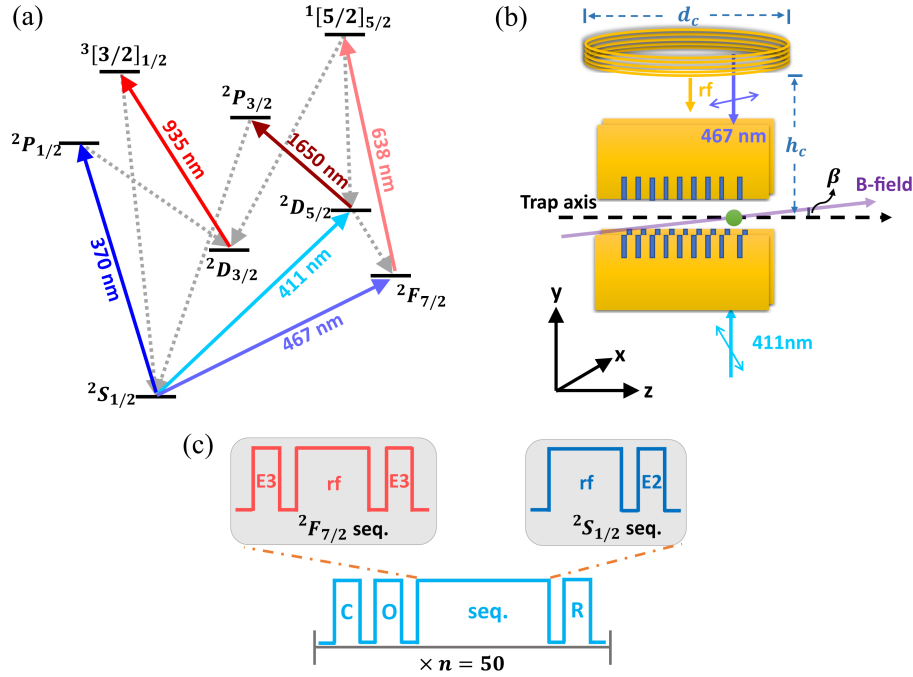 (a)
¹[5/2]₅/₂
³[3/2]₁/₂
²P₃/₂
²P₁/₂
935 nm
1650 nm
638 nm
²D₅/₂
²D₃/₂
370 nm
411 nm
²F₇/₂
467 nm
²S₁/₂
(b)
d_c
rf
467 nm
h_c
β
B-field
Trap axis
y
x
z
411nm
(c)
E3 rf E3
²F₇/₂ seq.
rf E2
²S₁/₂ seq.
C O seq. R
× n = 50